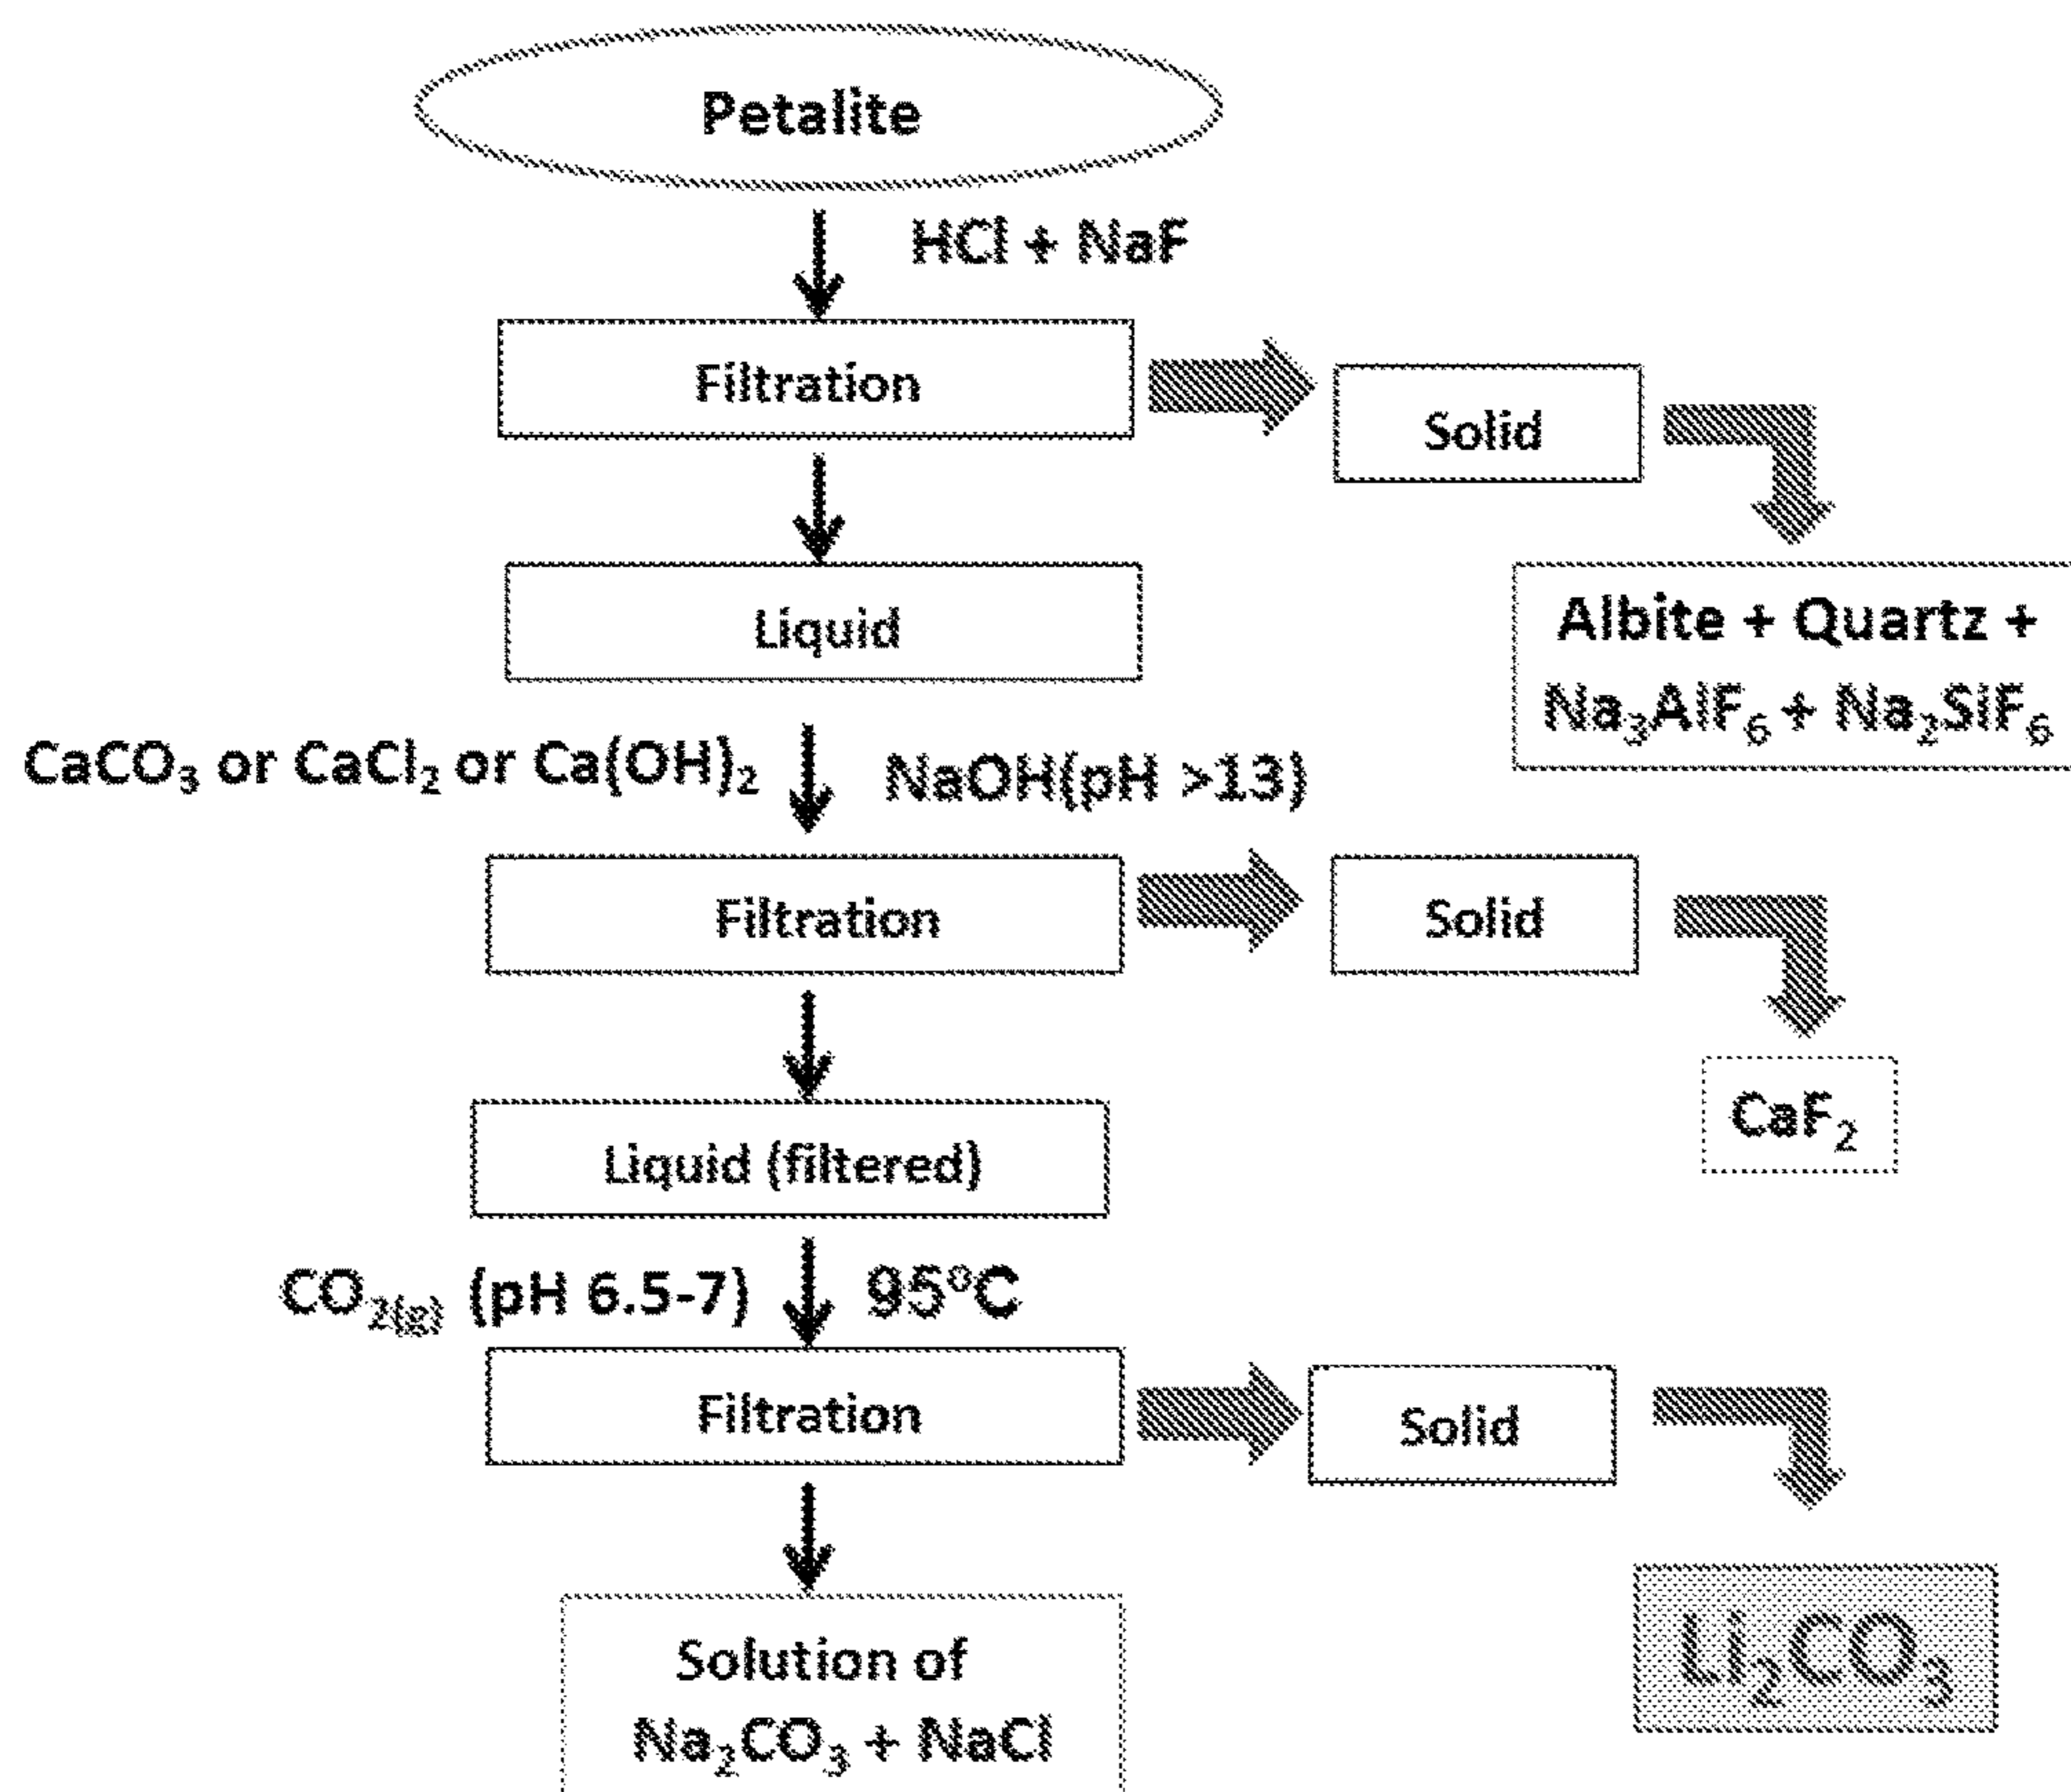 Petalite
HCl + NaF
Filtration
Solid
Liquid
Albite + Quartz +
Na₃AlF₆ + Na₂SiF₆
CaCO₃ or CaCl₂ or Ca(OH)₂
NaOH(pH >13)
Filtration
Solid
Liquid (filtered)
CaF₂
CO₂(g) (pH 6.5-7)
95°C
Filtration
Solid
Solution of
Na₂CO₃ + NaCl
Li₂CO₃